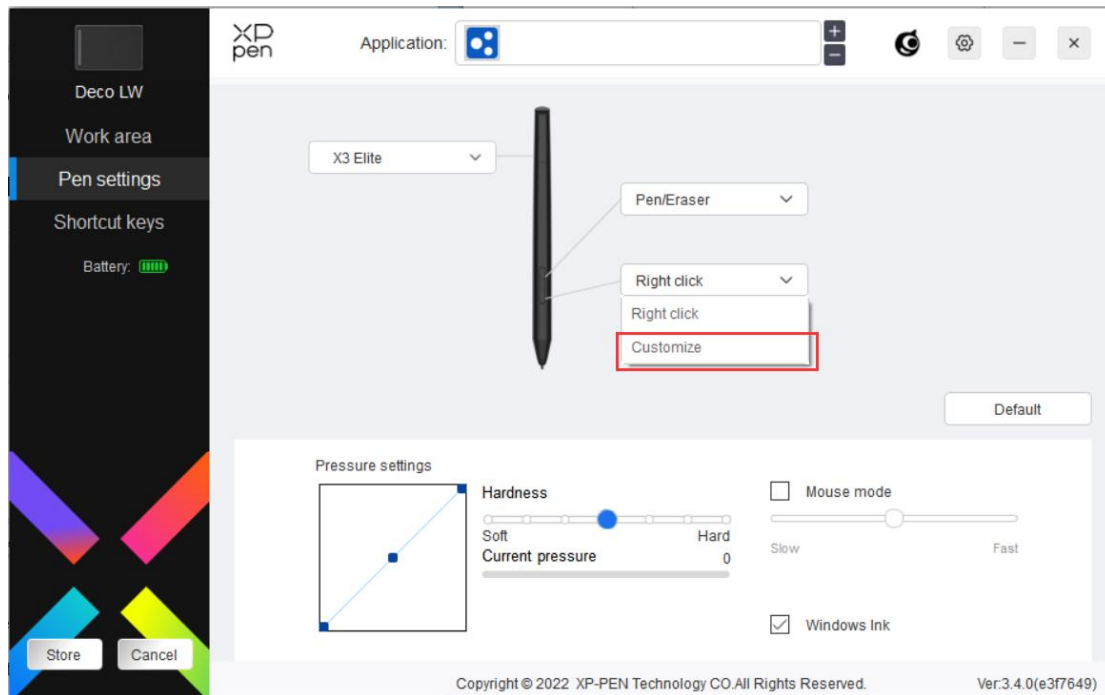 XP
pen
Application:
Deco LW
Work area
Pen settings
Shortcut keys
Battery:
X3 Elite
Pen/Eraser
Right click
Right click
Customize
Default
Pressure settings
Hardness
Soft Hard
Current pressure 0
Mouse mode
Slow Fast
Windows Ink
Store Cancel
Copyright © 2022 XP-PEN Technology CO.All Rights Reserved. Ver:3.4.0(e3f7649)